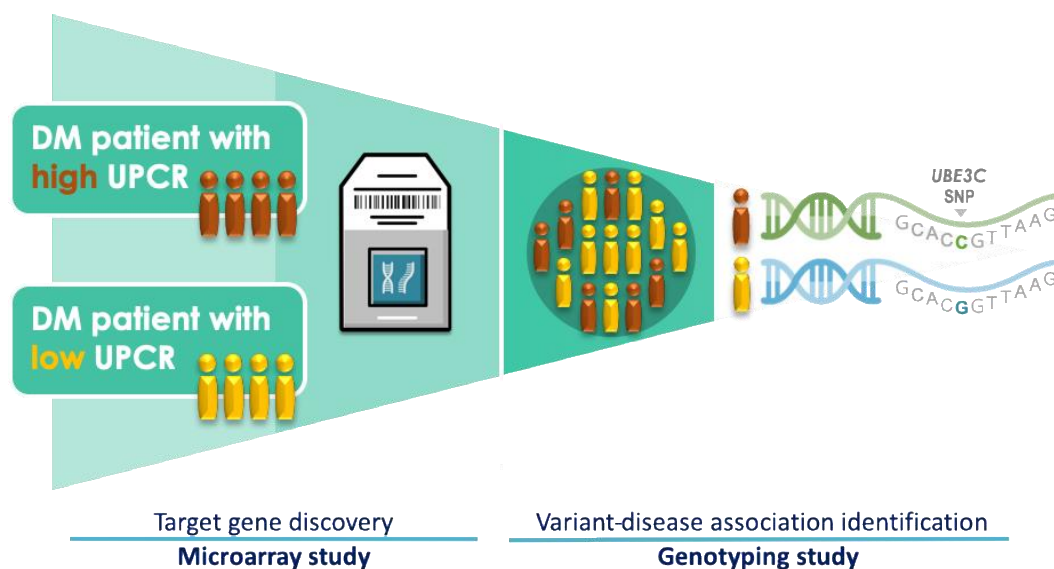 DM patient with
high UPCR
DM patient with
low UPCR
UBE3C
SNP
GCACCGTTAAG
GCACGGTTAAG
Target gene discovery
Microarray study
Variant-disease association identification
Genotyping study